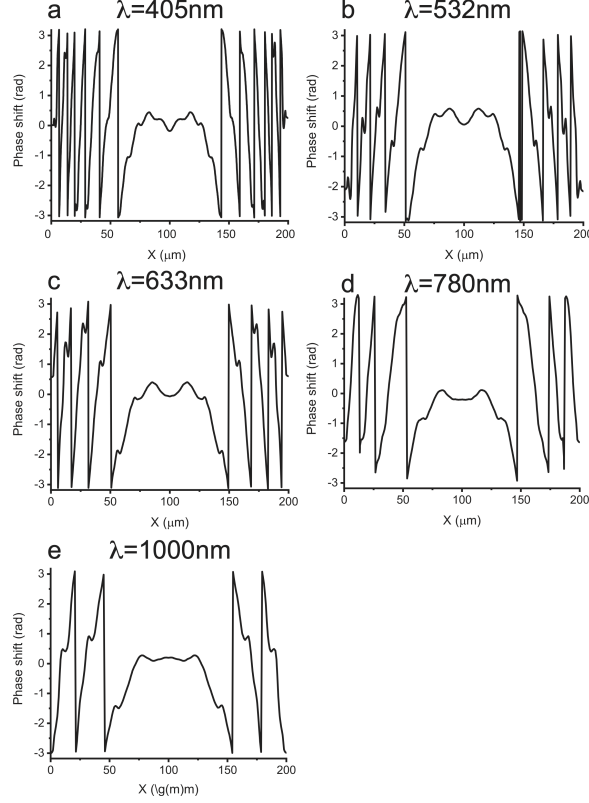 a λ=405nm
3
2
1
0
-1
-2
-3
Phase shift (rad)
0 50 100 150 200
X (μm)
b λ=532nm
3
2
1
0
-1
-2
-3
Phase shift (rad)
0 50 100 150 200
X (μm)
c λ=633nm
3
2
1
0
-1
-2
-3
Phase shift (rad)
0 50 100 150 200
X (μm)
d λ=780nm
3
2
1
0
-1
-2
-3
Phase shift (rad)
0 50 100 150 200
X (μm)
e λ=1000nm
3
2
1
0
-1
-2
-3
Phase shift (rad)
0 50 100 150 200
X (\g(m)m)